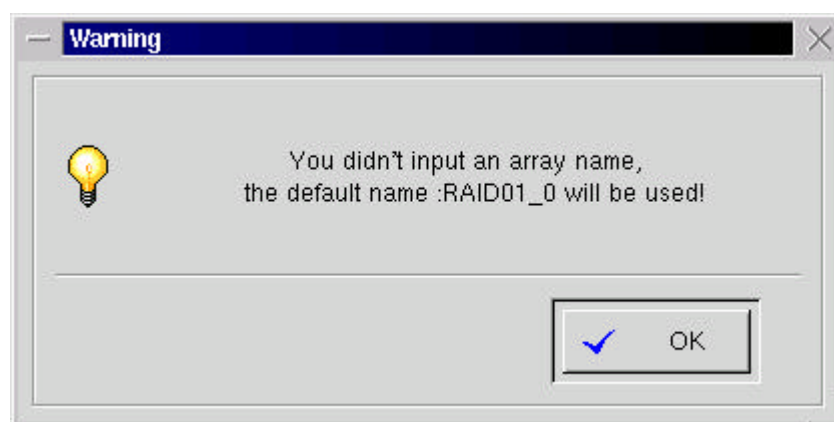 Warning
You didn't input an array name,
the default name :RAID01_0 will be used!
OK